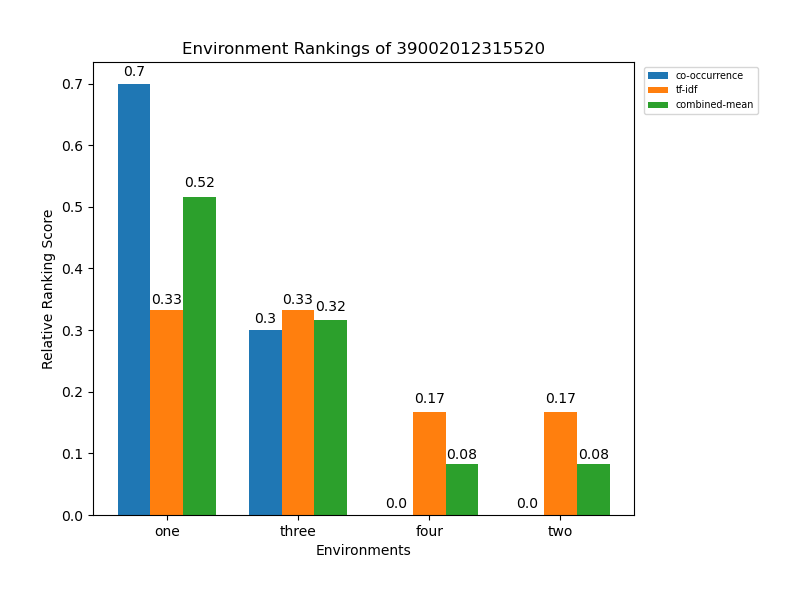 Environment Rankings of 39002012315520
co-occurrence
tf-idf
combined-mean
Relative Ranking Score
0.7
0.6
0.5
0.4
0.3
0.2
0.1
0.0
0.7
0.33
0.52
0.3
0.33
0.32
0.0
0.17
0.08
0.0
0.17
0.08
one three four two
Environments